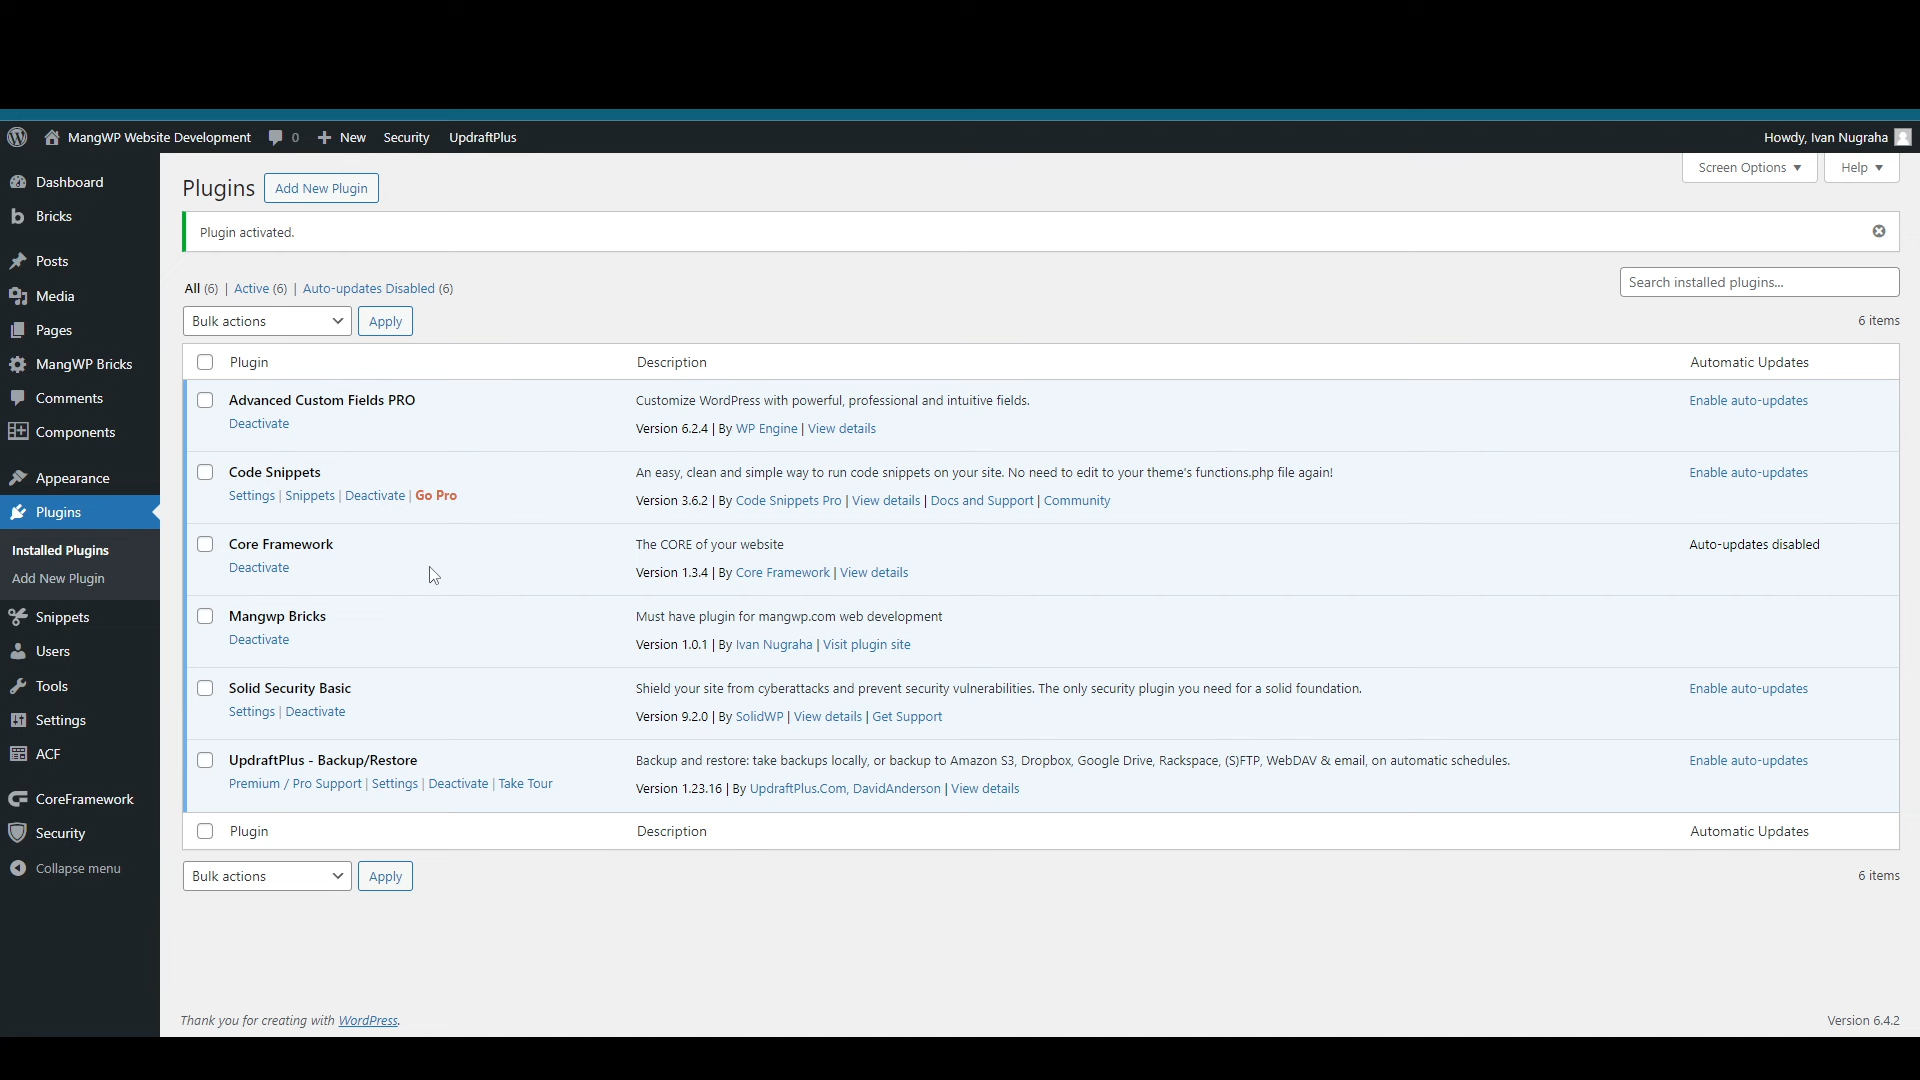 MangWP Website Development 0 New Security UpdraftPlus Howdy, Ivan Nugraha
Dashboard
Bricks
Posts
Media
Pages
MangWP Bricks
Comments
Components
Appearance
Plugins
Installed Plugins
Add New Plugin
Snippets
Users
Tools
Settings
ACF
CoreFramework
Security
Collapse menu
Screen Options Help
Plugins Add New Plugin
Plugin activated.
All (6) | Active (6) | Auto-updates Disabled (6)
Search installed plugins...
Bulk actions Apply 6 items
Plugin Description Automatic Updates
Advanced Custom Fields PRO Customize WordPress with powerful, professional and intuitive fields. Enable auto-updates
Deactivate
Version 6.2.4 | By WP Engine | View details
Code Snippets An easy, clean and simple way to run code snippets on your site. No need to edit to your theme's functions.php file again! Enable auto-updates
Settings | Snippets | Deactivate | Go Pro
Version 3.6.2 | By Code Snippets Pro | View details | Docs and Support | Community
Core Framework The CORE of your website Auto-updates disabled
Deactivate
Version 1.3.4 | By Core Framework | View details
Mangwp Bricks Must have plugin for mangwp.com web development
Deactivate
Version 1.0.1 | By Ivan Nugraha | Visit plugin site
Solid Security Basic Shield your site from cyberattacks and prevent security vulnerabilities. The only security plugin you need for a solid foundation. Enable auto-updates
Settings | Deactivate
Version 9.2.0 | By SolidWP | View details | Get Support
UpdraftPlus - Backup/Restore Backup and restore: take backups locally, or backup to Amazon S3, Dropbox, Google Drive, Rackspace, (S)FTP, WebDAV & email, on automatic schedules. Enable auto-updates
Premium / Pro Support | Settings | Deactivate | Take Tour
Version 1.23.16 | By UpdraftPlus.Com, DavidAnderson | View details
Plugin Description Automatic Updates
Bulk actions Apply 6 items
Thank you for creating with WordPress. Version 6.4.2